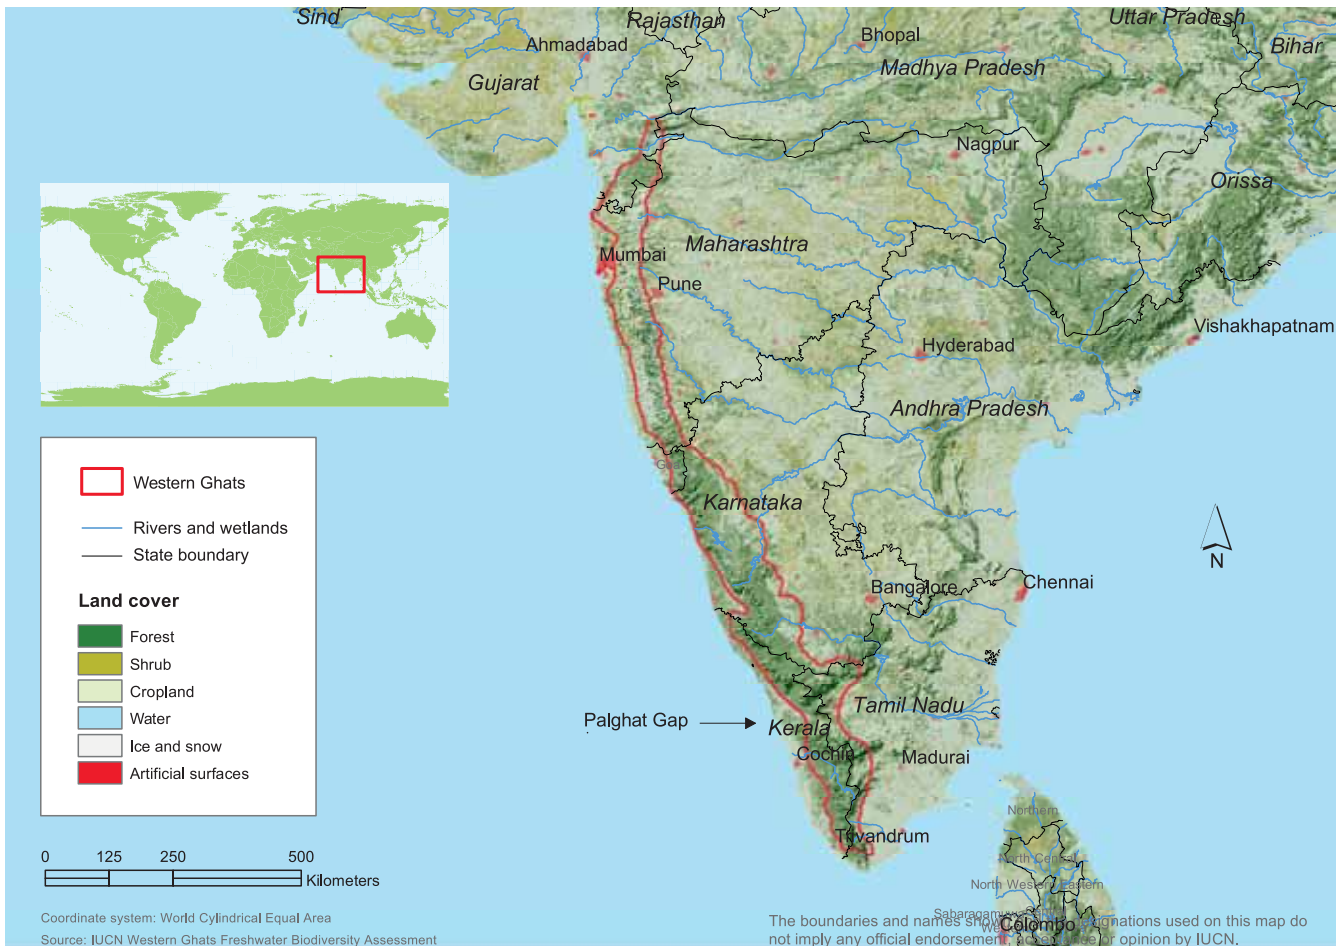 Sind
Rajasthan
Uttar Pradesh
Ahmadabad
Bhopal
Bihar
Gujarat
Madhya Pradesh
Nagpur
Orissa
Mumbai
Maharashtra
Pune
Vishakhapatnam
Hyderabad
Andhra Pradesh
Goa
Karnataka
Western Ghats
Rivers and wetlands
State boundary
N
Bangalore
Chennai
Land cover
Forest
Shrub
Cropland
Water
Ice and snow
Artificial surfaces
Palghat Gap
Kerala
Tamil Nadu
Cochin
Madurai
Trivandrum
Northern
North Central
North Western Eastern
Sabaragamuwa
Colombo
0 125 250 500
Kilometers
Coordinate system: World Cylindrical Equal Area
Source: IUCN Western Ghats Freshwater Biodiversity Assessment
The boundaries and names designations used on this map do
not imply any official endorsement, or opinion by IUCN.